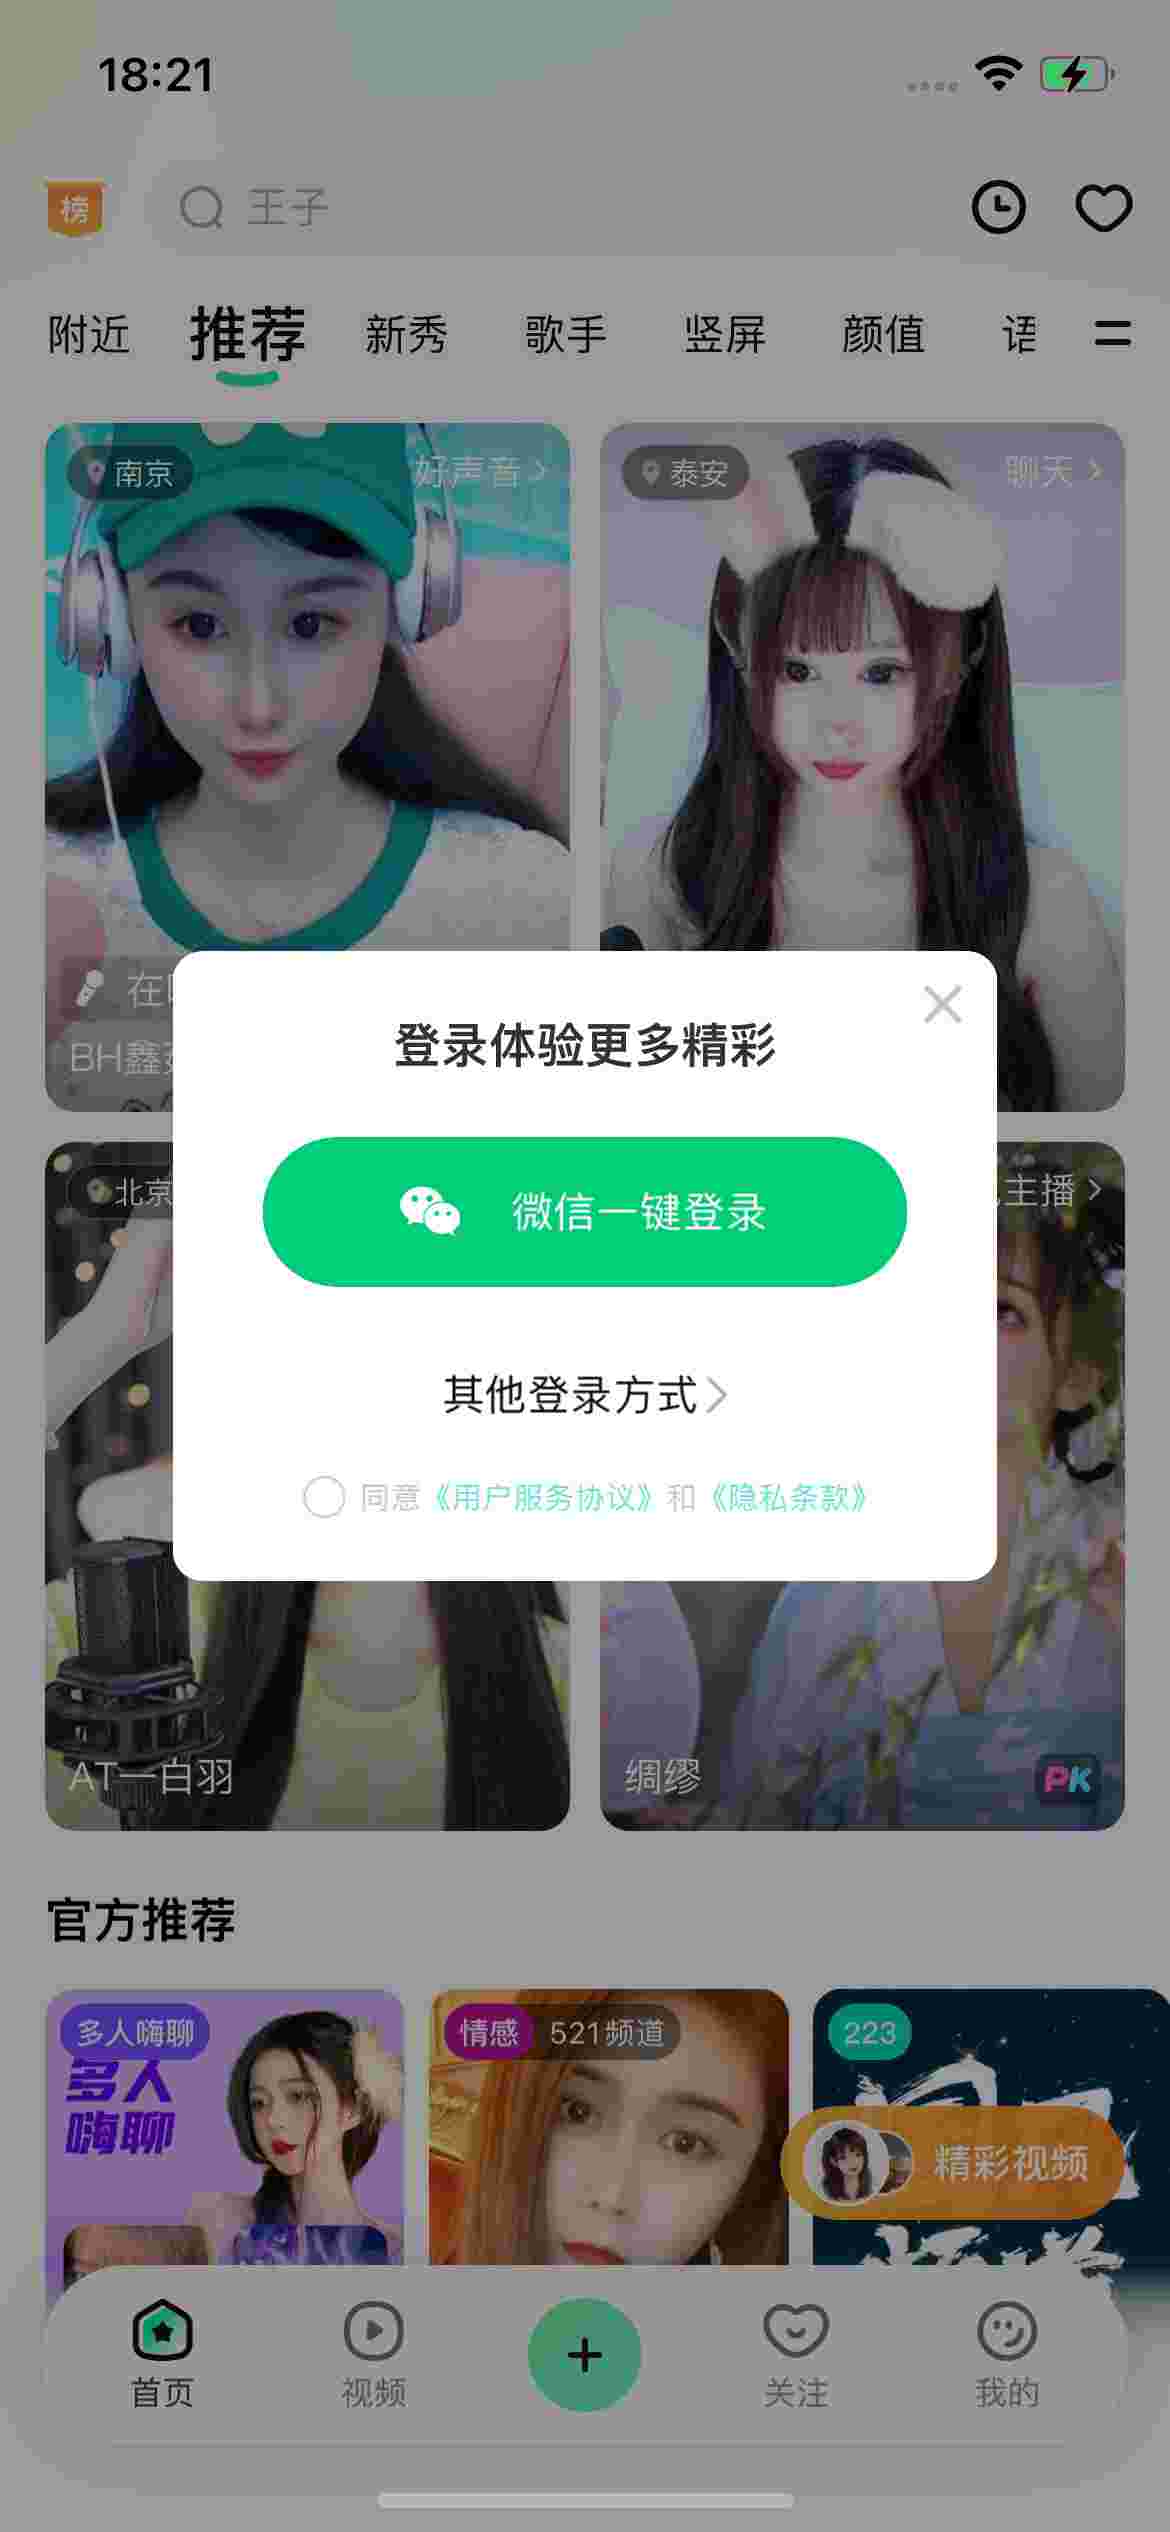 18:21
榜
王子
附近 推荐 新秀 歌手 竖屏 颜值 语
南京 好声音
泰安 聊天
在
BH鑫
登录体验更多精彩
微信一键登录
其他登录方式
同意《用户服务协议》和《隐私条款》
北京
主播
AT一白羽
绸缪
PK
官方推荐
多人嗨聊
多人
嗨聊
情感 521频道
223
精彩视频
首页 视频 关注 我的